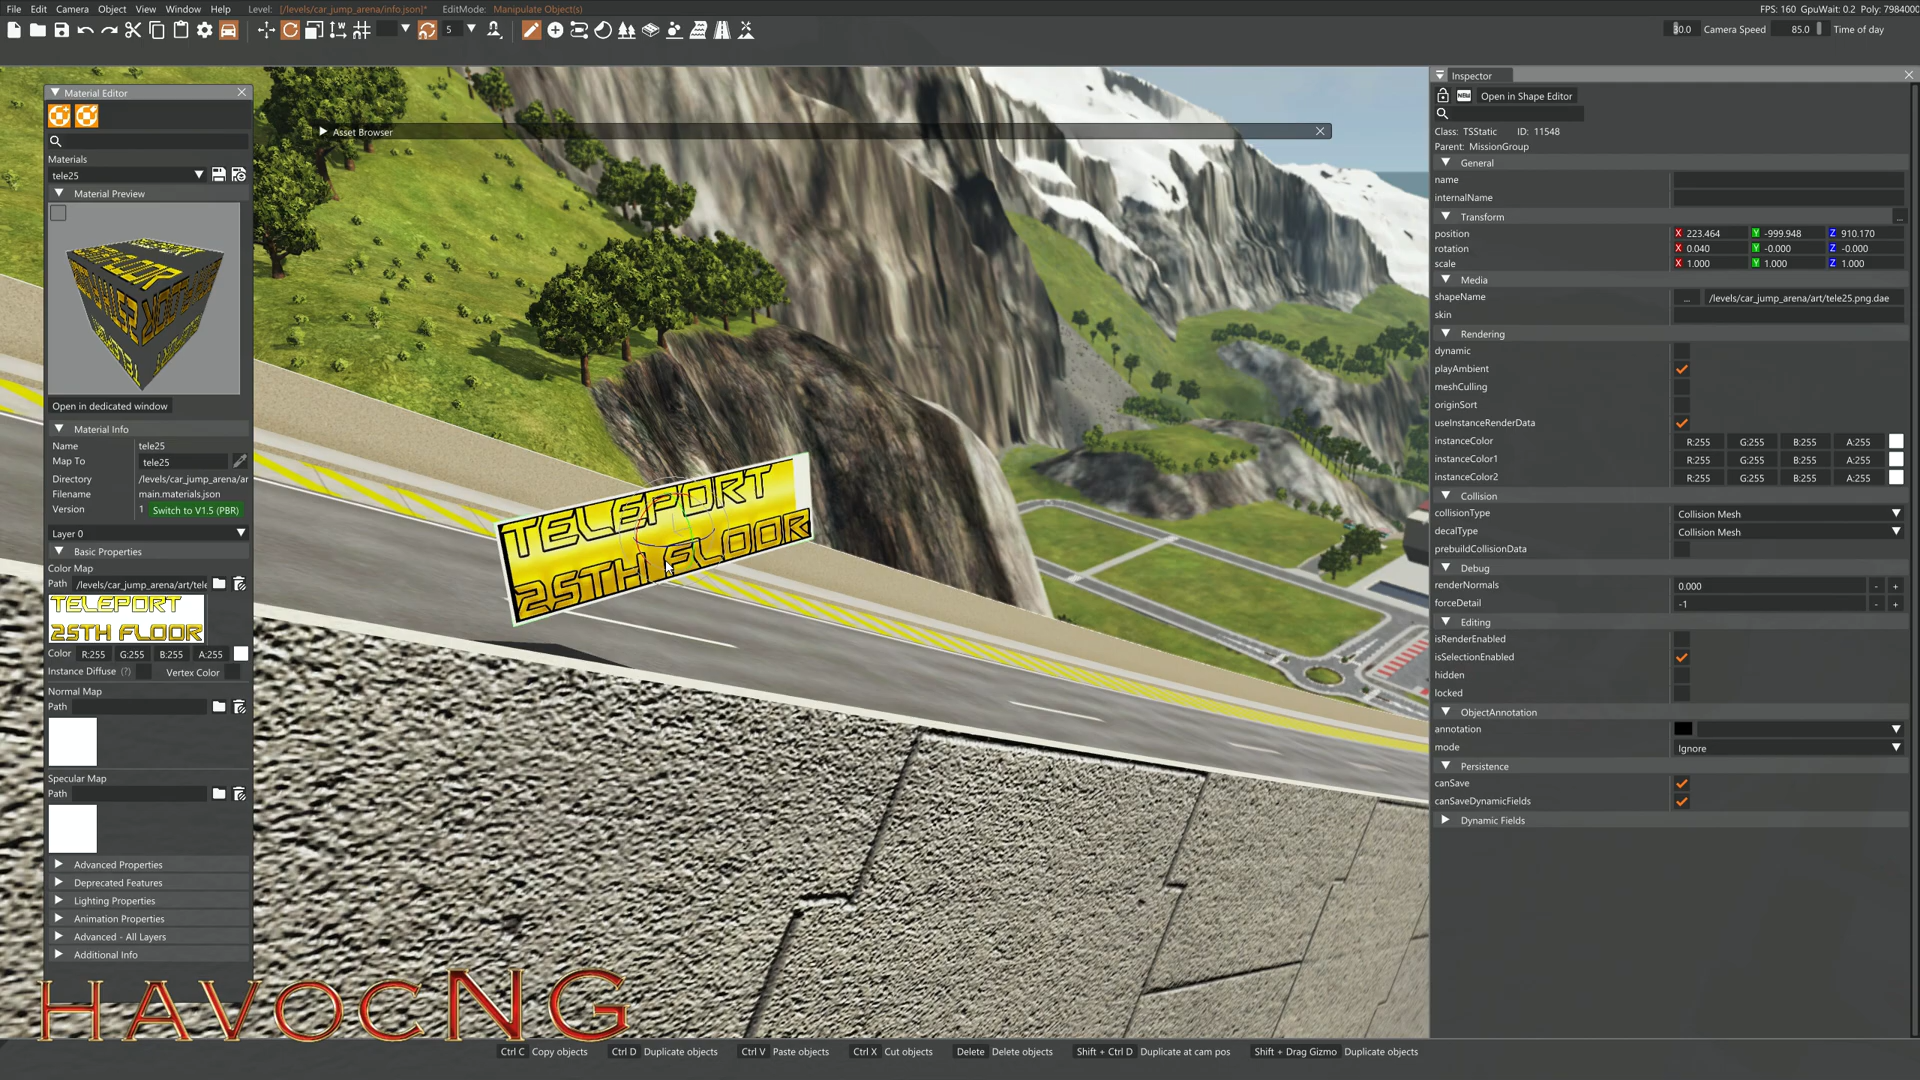 File Edit Camera Object View Window Help Level: [/levels/car_jump_arena/info.json]* EditMode: Manipulate Object(s) FPS: 160 GpuWait: 0.2 Poly: 7984000
5 30.0 Camera Speed 85.0 Time of day
Material Editor
Materials
tele25
Material Preview
Open in dedicated window
Material Info
Name tele25
Map To tele25
Directory /levels/car_jump_arena/ar
Filename main.materials.json
Version 1 Switch to V1.5 (PBR)
Layer 0
Basic Properties
Color Map
Path /levels/car_jump_arena/art/tele
TELEPORT
25TH FLOOR
Color R:255 G:255 B:255 A:255
Instance Diffuse (?) Vertex Color
Normal Map
Path
Specular Map
Path
Advanced Properties
Deprecated Features
Lighting Properties
Animation Properties
Advanced - All Layers
Additional Info
Asset Browser
TELEPORT
25TH FLOOR
HAVOCNG
Inspector
NEW Open in Shape Editor
Class: TSStatic ID: 11548
Parent: MissionGroup
General
name
internalName
Transform ...
position X 223.464 Y -999.948 Z 910.170
rotation X 0.040 Y -0.000 Z -0.000
scale X 1.000 Y 1.000 Z 1.000
Media
shapeName ... /levels/car_jump_arena/art/tele25.png.dae
skin
Rendering
dynamic
playAmbient
meshCulling
originSort
useInstanceRenderData
instanceColor R:255 G:255 B:255 A:255
instanceColor1 R:255 G:255 B:255 A:255
instanceColor2 R:255 G:255 B:255 A:255
Collision
collisionType Collision Mesh
decalType Collision Mesh
prebuildCollisionData
Debug
renderNormals 0.000 - +
forceDetail -1 - +
Editing
isRenderEnabled
isSelectionEnabled
hidden
locked
ObjectAnnotation
annotation
mode Ignore
Persistence
canSave
canSaveDynamicFields
Dynamic Fields
Ctrl C Copy objects Ctrl D Duplicate objects Ctrl V Paste objects Ctrl X Cut objects Delete Delete objects Shift + Ctrl D Duplicate at cam pos Shift + Drag Gizmo Duplicate objects